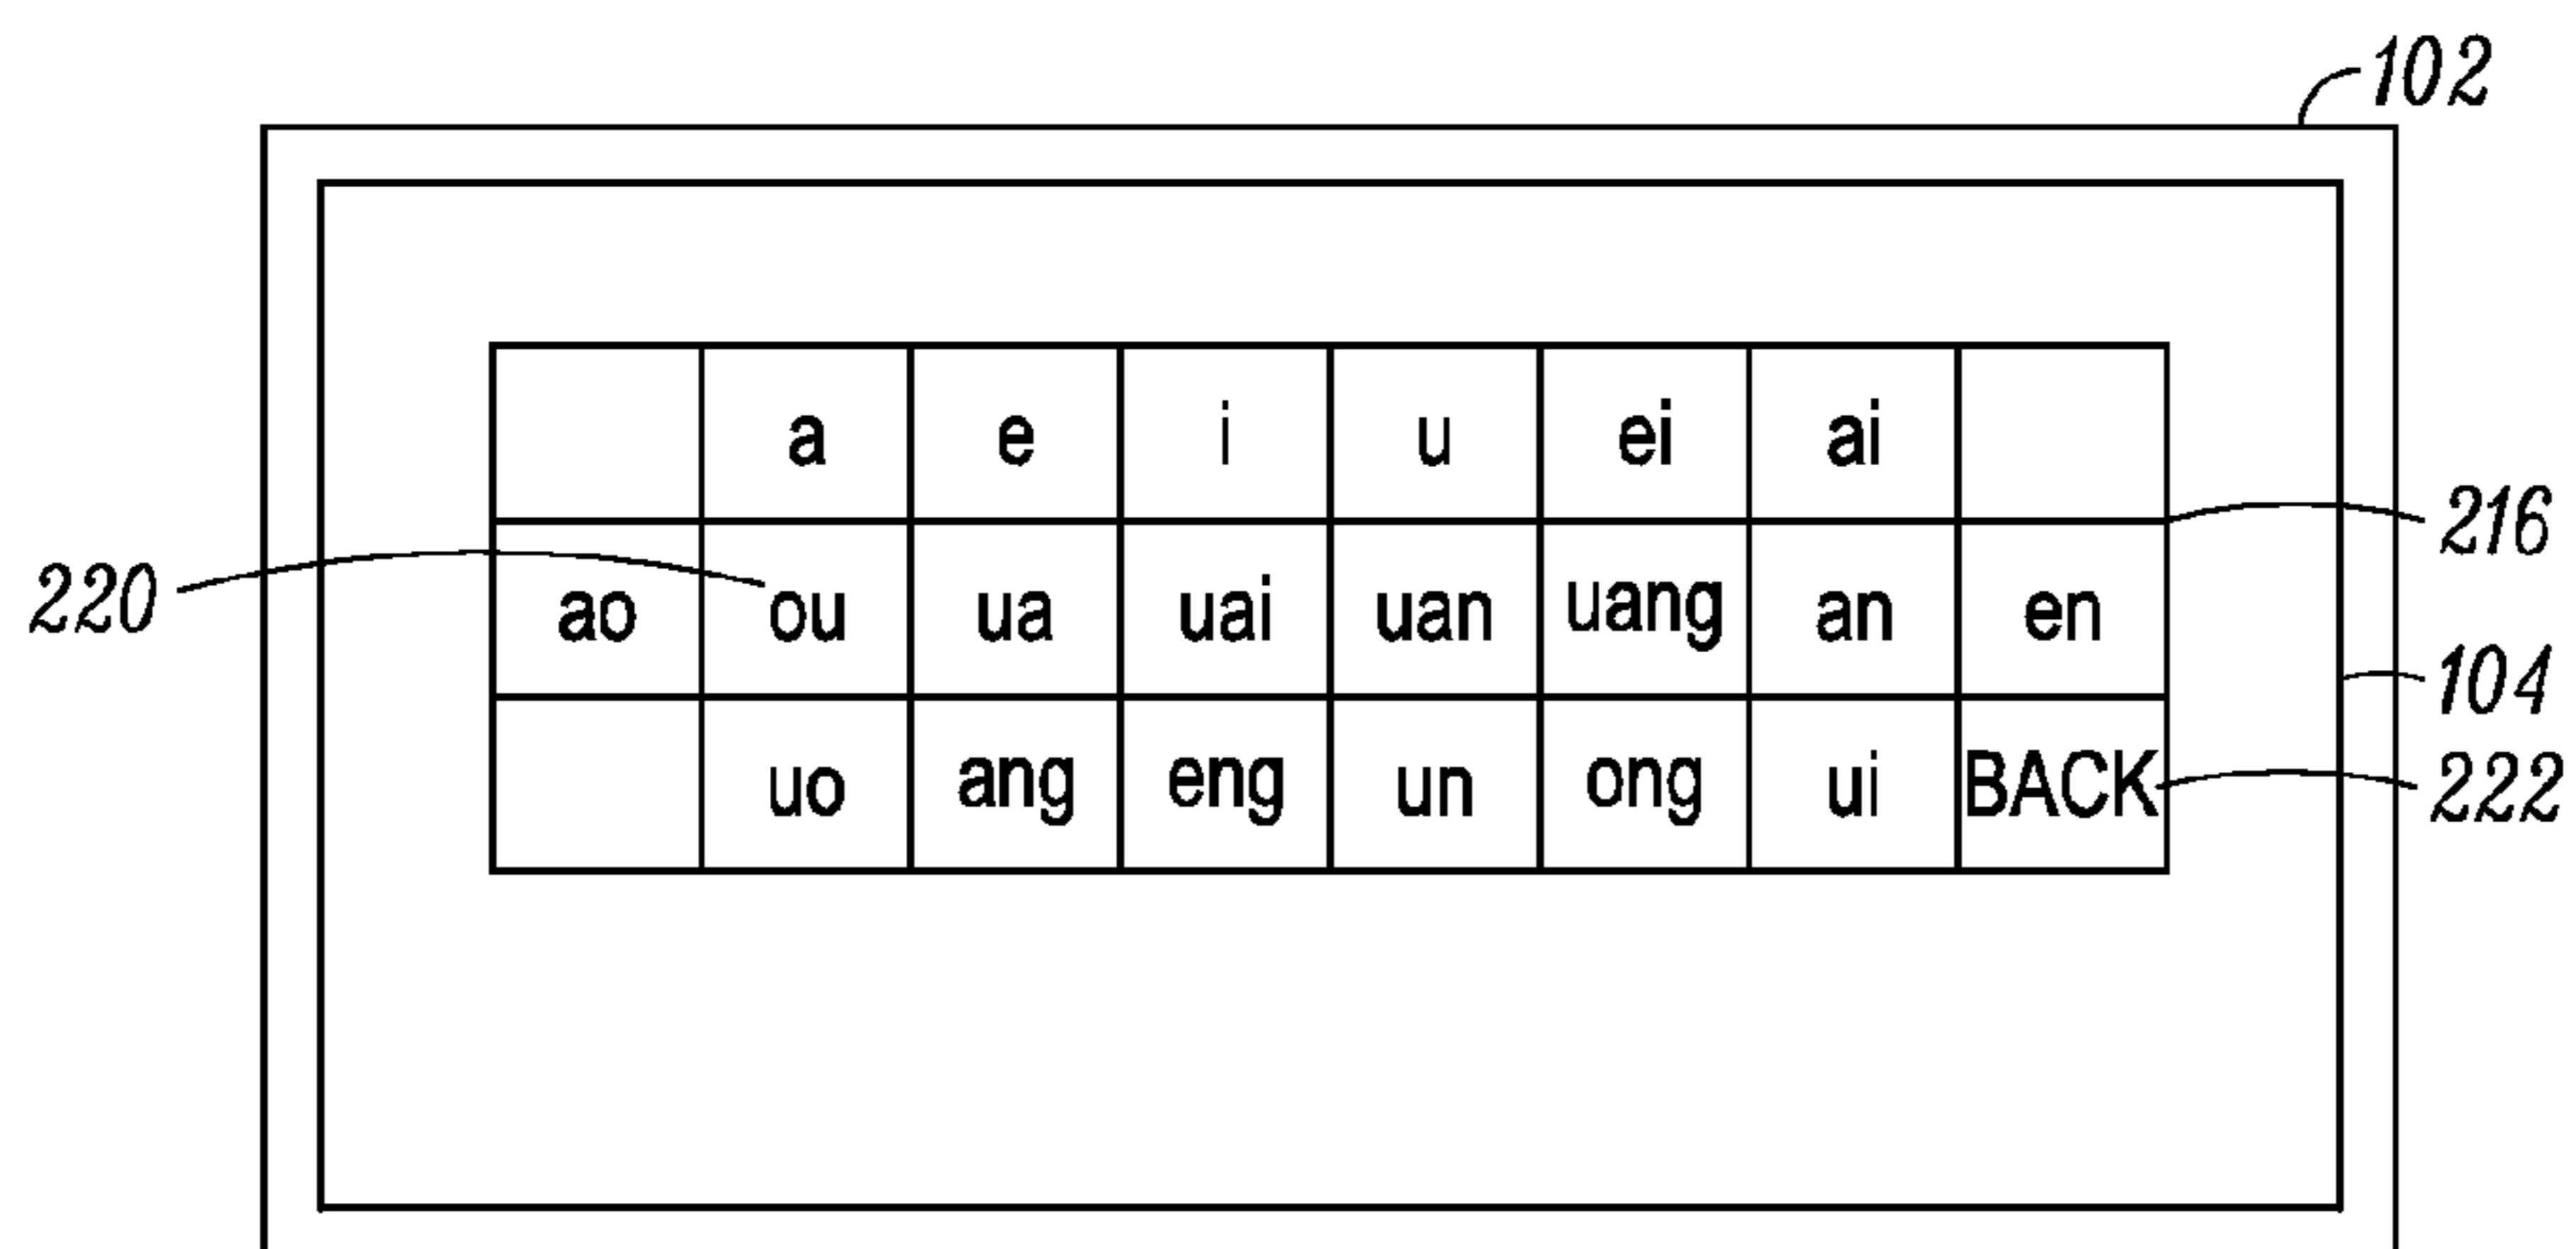 102
a e i u ei ai
216
220
ao ou ua uai uan uang an en
104
uo ang eng un ong ui BACK
222